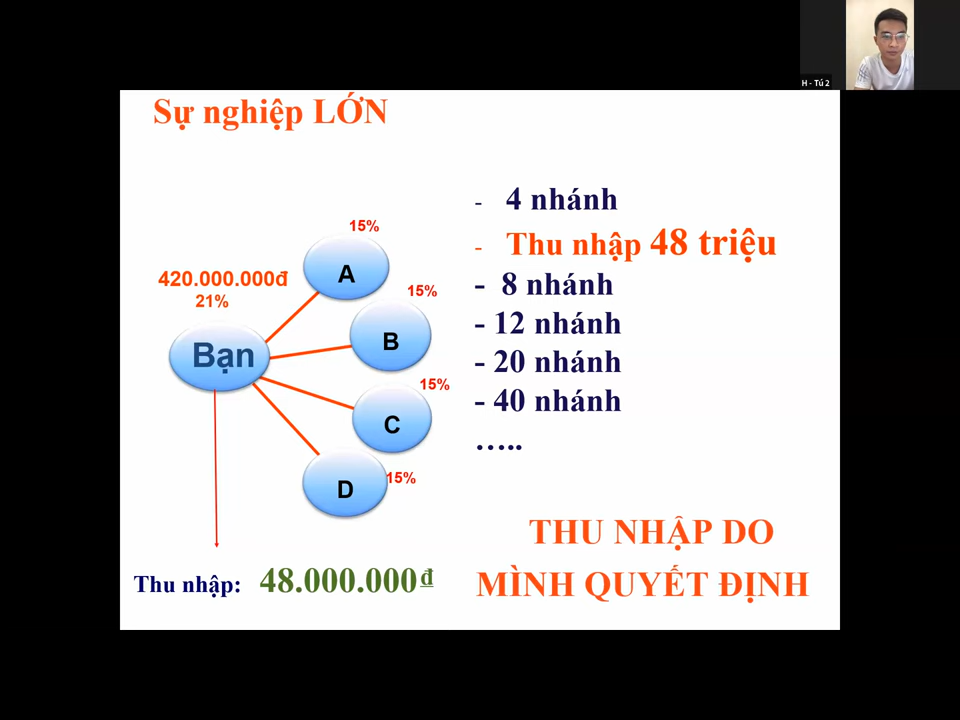 H - Tú 2
Sự nghiệp LỚN
15%
A
420.000.000đ
21%
15%
B
Bạn
15%
C
15%
D
Thu nhập: 48.000.000₫
- 4 nhánh
- Thu nhập 48 triệu
- 8 nhánh
- 12 nhánh
- 20 nhánh
- 40 nhánh
…..
THU NHẬP DO
MÌNH QUYẾT ĐỊNH